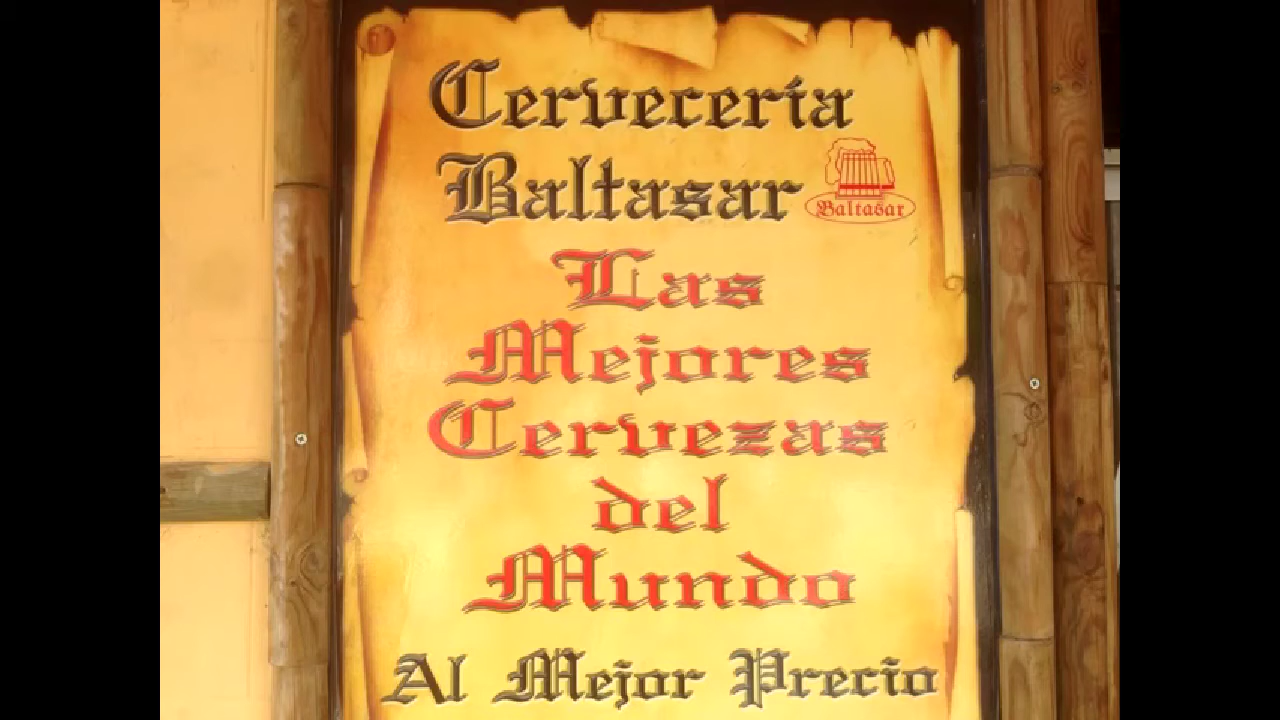 Cervecería
Baltasar
Baltasar
Las
Mejores
Cervezas
del
Mundo
Al Mejor Precio